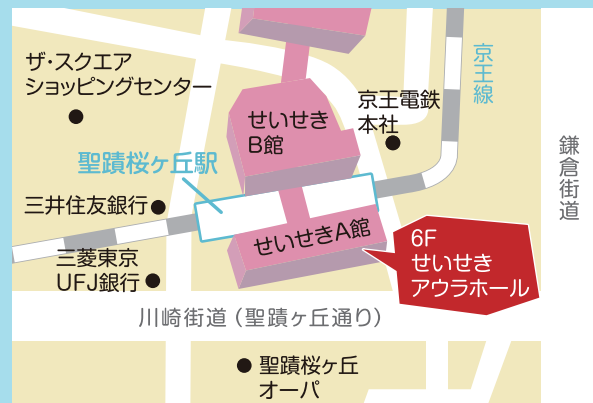 ザ・スクエア
ショッピングセンター
京王線
せいせき
B館
京王電鉄
本社
鎌倉街道
聖蹟桜ヶ丘駅
三井住友銀行
せいせきA館
6F
せいせき
アウラホール
三菱東京
UFJ銀行
川崎街道(聖蹟ヶ丘通り)
聖蹟桜ヶ丘
オーパ